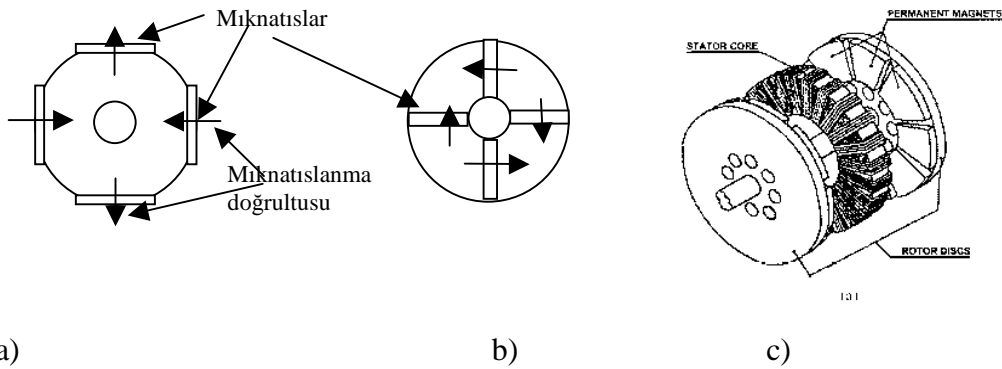 Mıknatıslar
Mıknatıslanma
doğrultusu
PERMANENT MAGNETS
STATOR CORE
ROTOR DISCS
a)
b)
c)